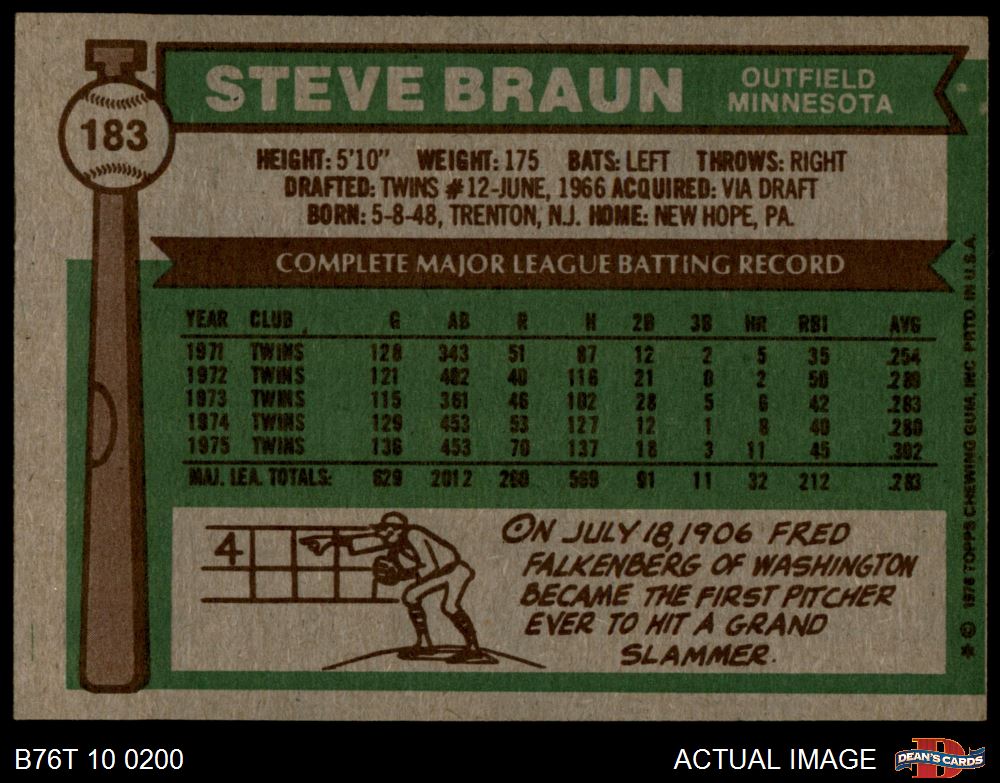 STEVE BRAUN
OUTFIELD
MINNESOTA
183
HEIGHT: 5'10" WEIGHT: 175 BATS: LEFT THROWS: RIGHT
DRAFTED: TWINS #12-JUNE, 1966 ACQUIRED: VIA DRAFT
BORN: 5-8-48, TRENTON, N.J. HOME: NEW HOPE, PA.
COMPLETE MAJOR LEAGUE BATTING RECORD
YEAR CLUB G AB R H 2B 3B HR RBI AVG
1971 TWINS 128 343 51 87 12 2 5 35 .254
1972 TWINS 121 402 40 116 21 0 2 50 .289
1973 TWINS 115 361 46 102 28 5 6 42 .283
1974 TWINS 129 453 53 127 12 1 8 40 .280
1975 TWINS 136 453 70 137 18 3 11 45 .302
MAJ. LEA. TOTALS: 629 2012 260 569 91 11 32 212 .283
4
ON JULY 18, 1906 FRED
FALKENBERG OF WASHINGTON
BECAME THE FIRST PITCHER
EVER TO HIT A GRAND
SLAMMER.
* © 1976 TOPPS CHEWING GUM, INC. PRTD. IN U.S.A.
B76T 10 0200
ACTUAL IMAGE
D
DEAN'S CARDS